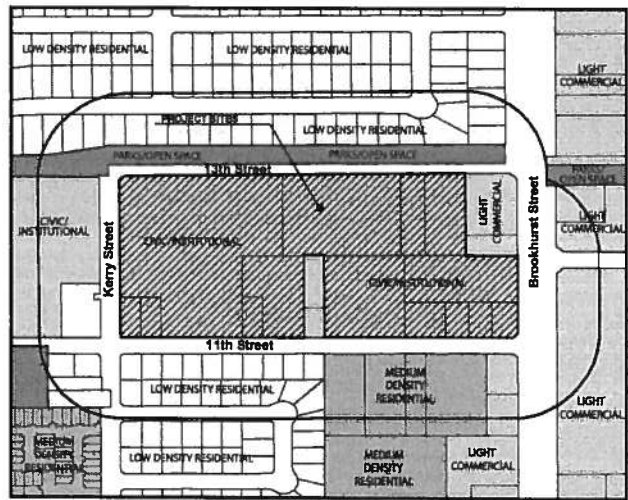 LOW DENSITY RESIDENTIAL
LOW DENSITY RESIDENTIAL
LIGHT
COMMERCIAL
PROJECT SITES
LOW DENSITY RESIDENTIAL
PARKS/OPEN SPACE
PARKS/OPEN SPACE
13th Street
PARKS/
OPEN SPACE
CIVIC/
INSTITUTIONAL
Kerry Street
CIVIC/INSTITUTIONAL
LIGHT
COMMERCIAL
Brookhurst Street
LIGHT
COMMERCIAL
CIVIC/INSTITUTIONAL
11th Street
LOW DENSITY RESIDENTIAL
MEDIUM
DENSITY
RESIDENTIAL
LIGHT
COMMERCIAL
MEDIUM
DENSITY
RESIDENTIAL
LOW DENSITY RESIDENTIAL
MEDIUM
DENSITY
RESIDENTIAL
LIGHT
COMMERCIAL